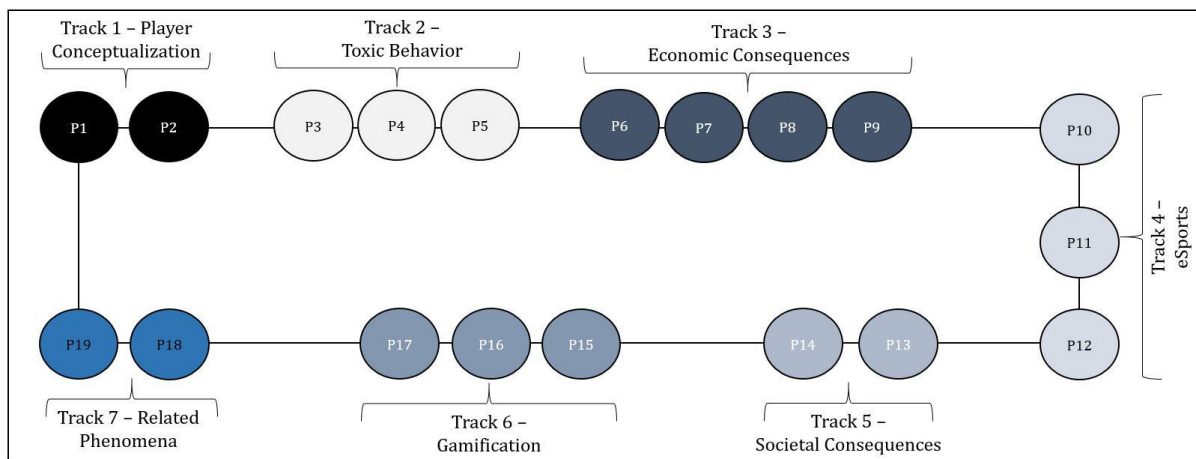 Track 1 – Player
Conceptualization
Track 2 –
Toxic Behavior
Track 3 –
Economic Consequences
P1
P2
P3
P4
P5
P6
P7
P8
P9
P10
P11
P12
Track 4 –
eSports
P19
P18
P17
P16
P15
P14
P13
Track 7 – Related
Phenomena
Track 6 –
Gamification
Track 5 –
Societal Consequences